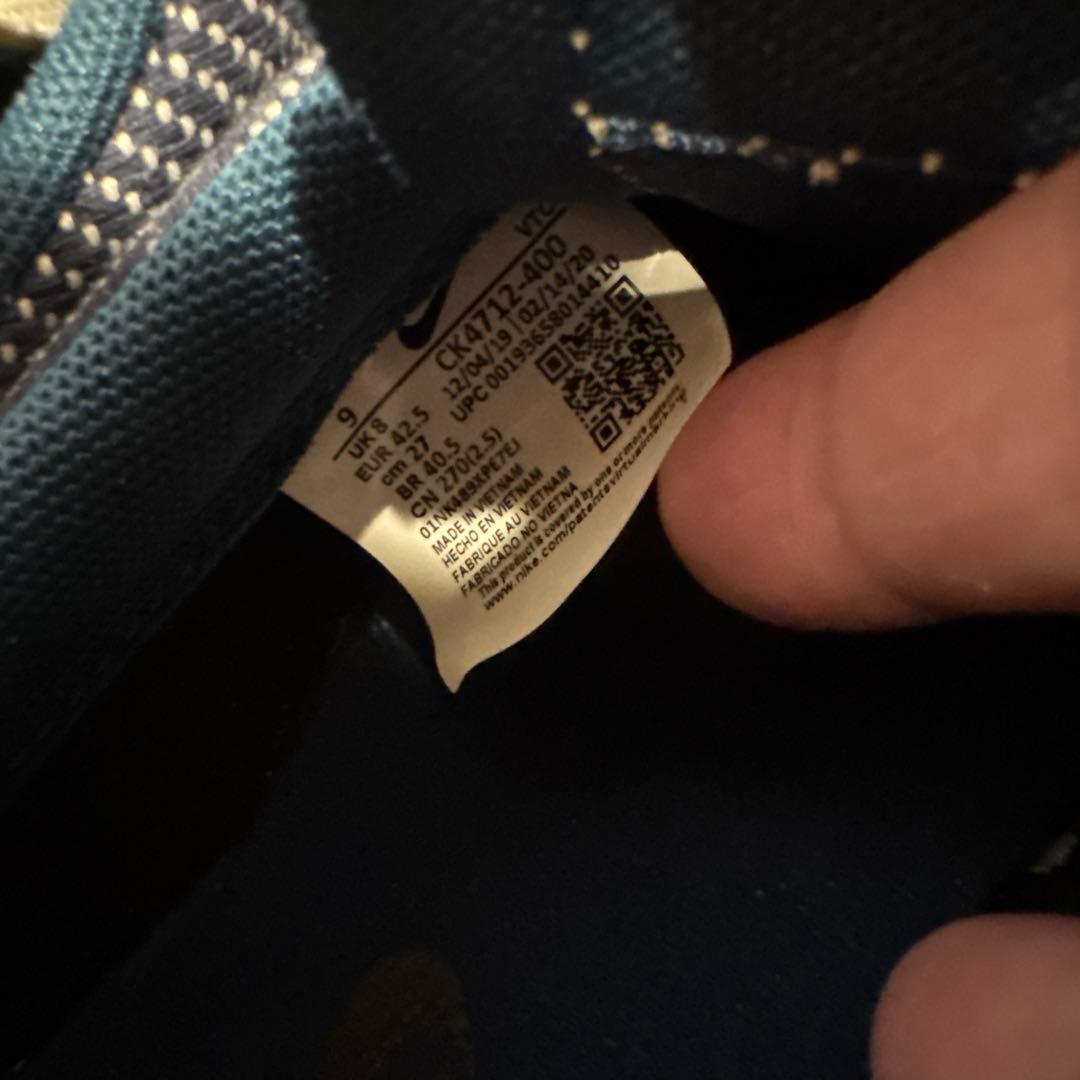 VTC
9
CK4712-400
UK 8
12/04/19 | 02/14/20
EUR 42.5
UPC 00193658014410
cm 27
BR 40.5
CN 270(2.5)
MADE IN VIETNAM
HECHO EN VIETNAM
FABRIQUE AU VIETNAM
FABRICADO NO VIETNA
This product is covered by one or more patents.
www.nike.com/patents